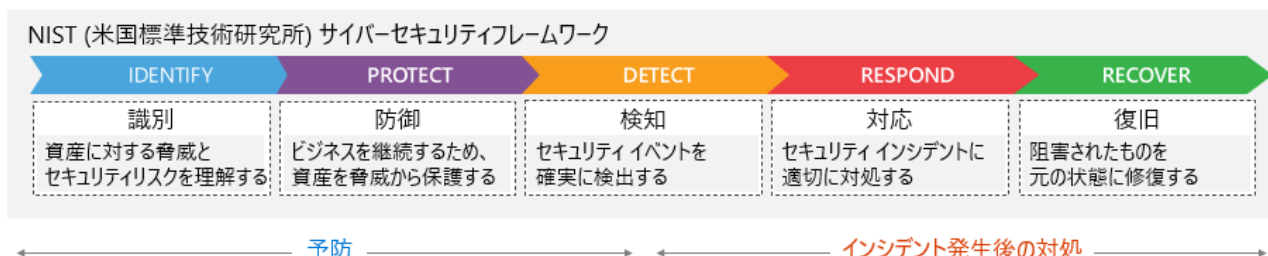 NIST (米国標準技術研究所) サイバーセキュリティフレームワーク
IDENTIFY
PROTECT
DETECT
RESPOND
RECOVER
識別
資産に対する脅威と
セキュリティリスクを理解する
防御
ビジネスを継続するため、
資産を脅威から保護する
検知
セキュリティ イベントを
確実に検出する
対応
セキュリティ インシデントに
適切に対処する
復旧
阻害されたものを
元の状態に修復する
予防
インシデント発生後の対処